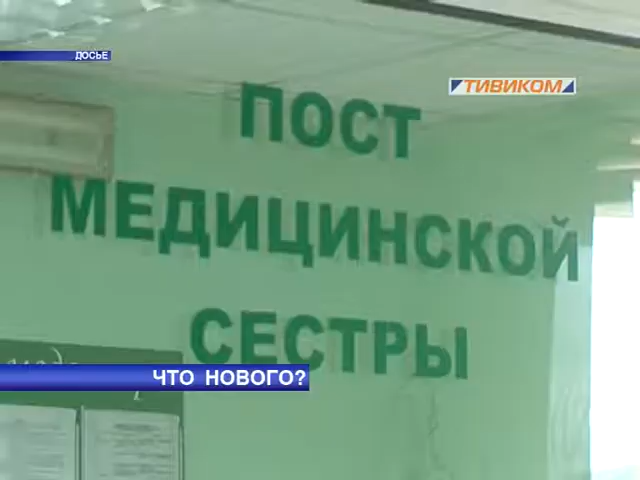 ДОСЬЕ
ТИВИКОМ
ПОСТ
МЕДИЦИНСКОЙ
СЕСТРЫ
ЧТО НОВОГО?